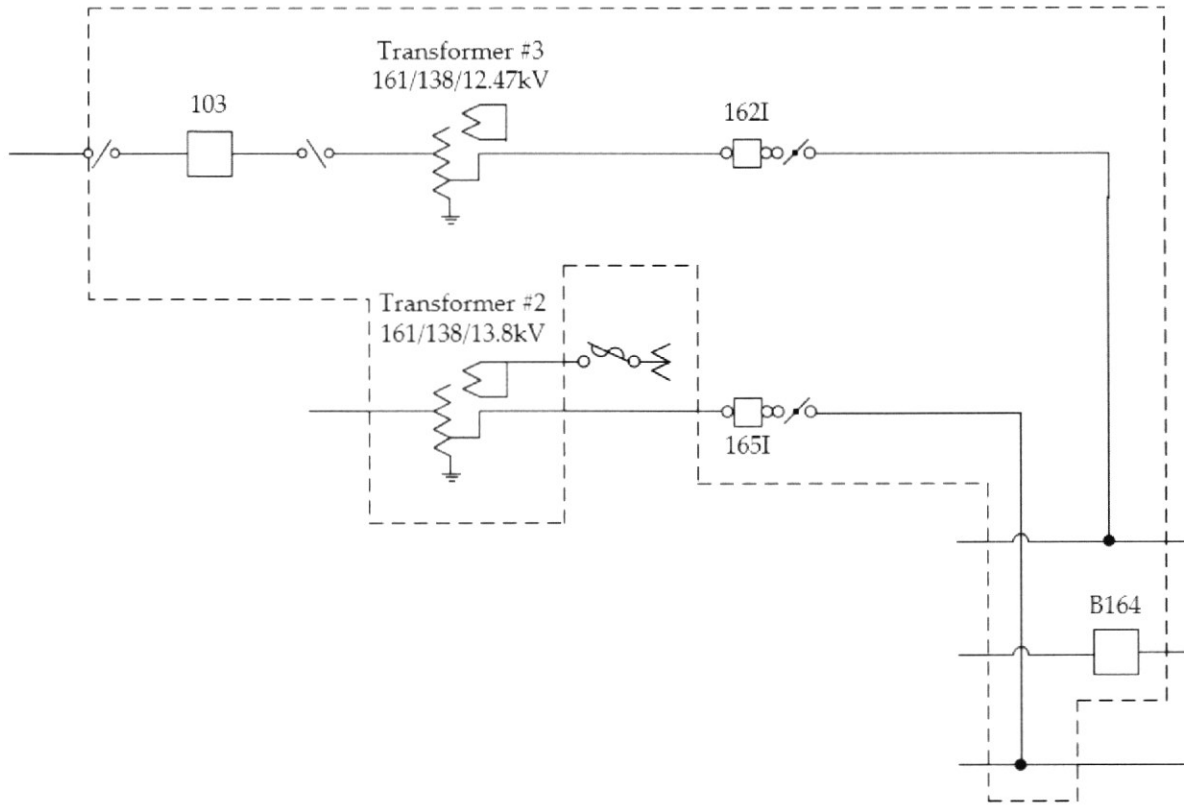 Transformer #3
161/138/12.47kV
103
162I
Transformer #2
161/138/13.8kV
165I
B164